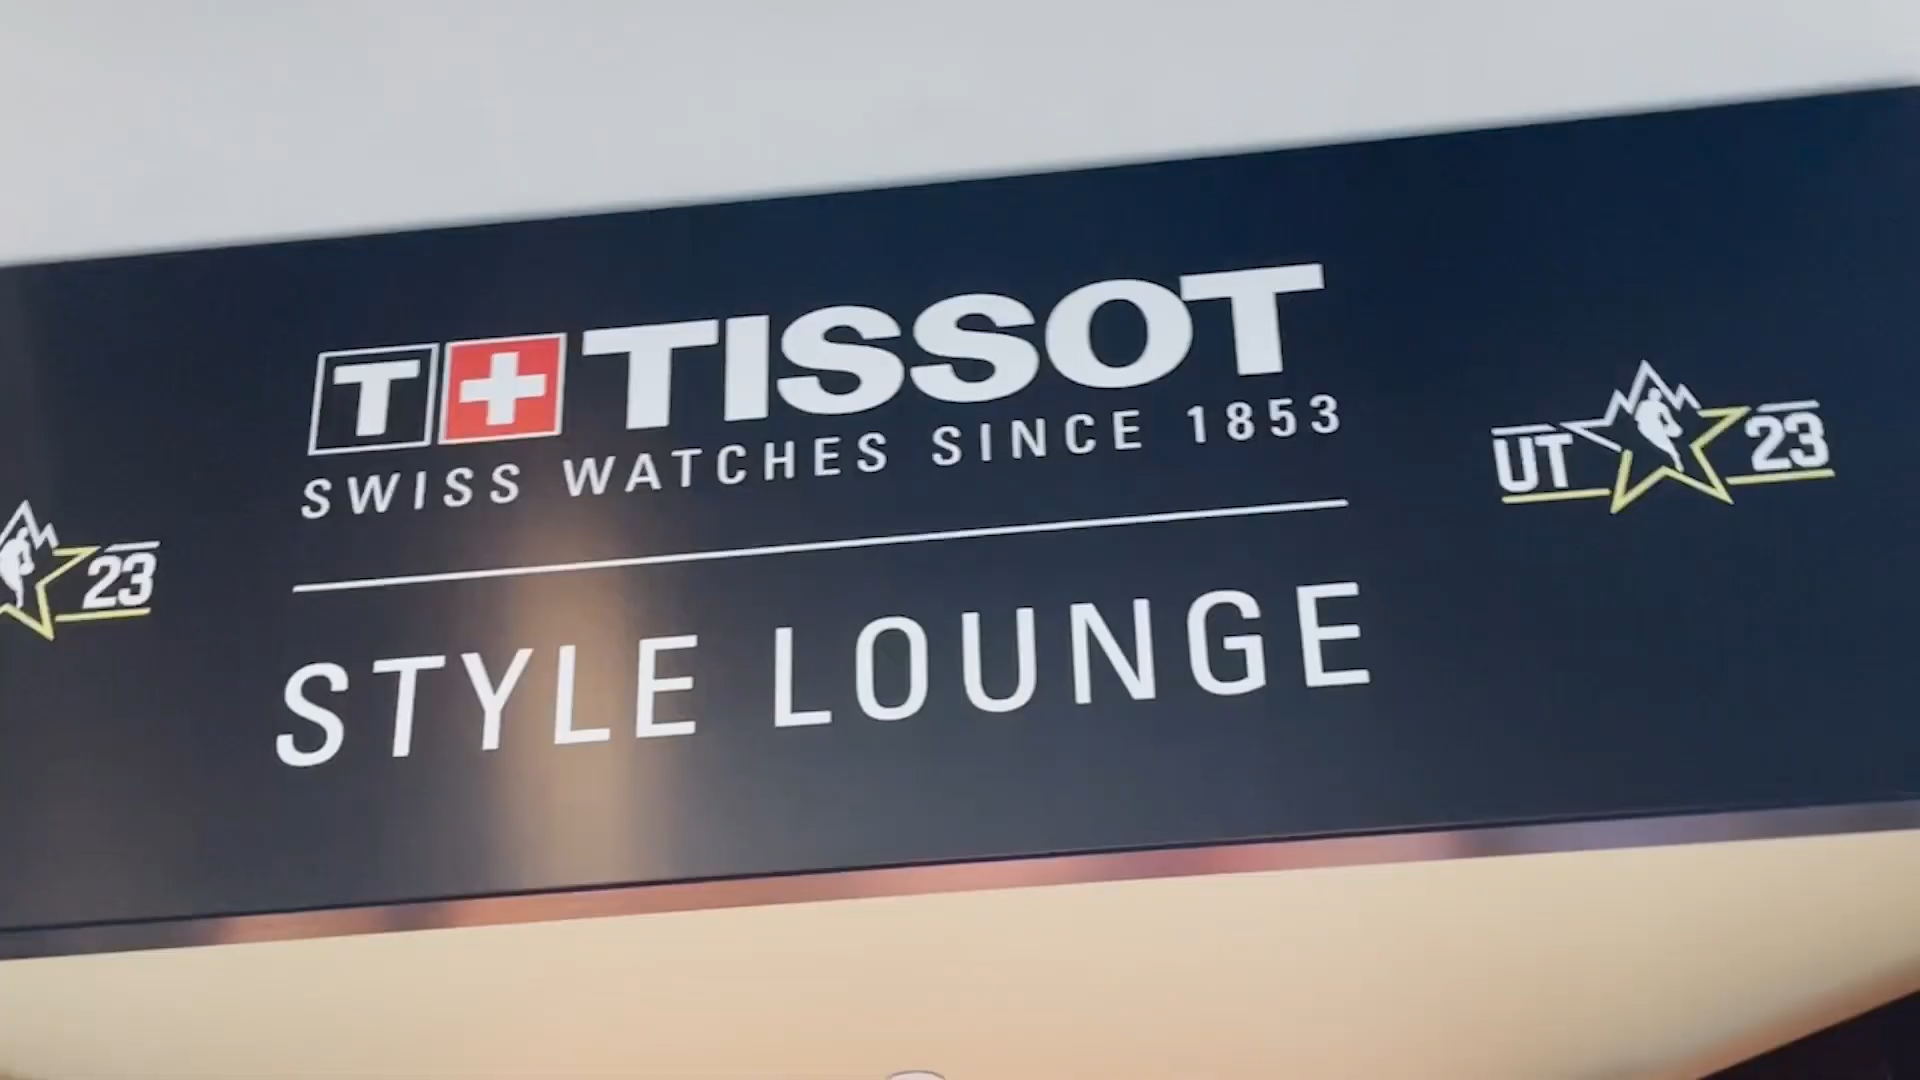 T+ TISSOT
SWISS WATCHES SINCE 1853
UT 23
23
STYLE LOUNGE